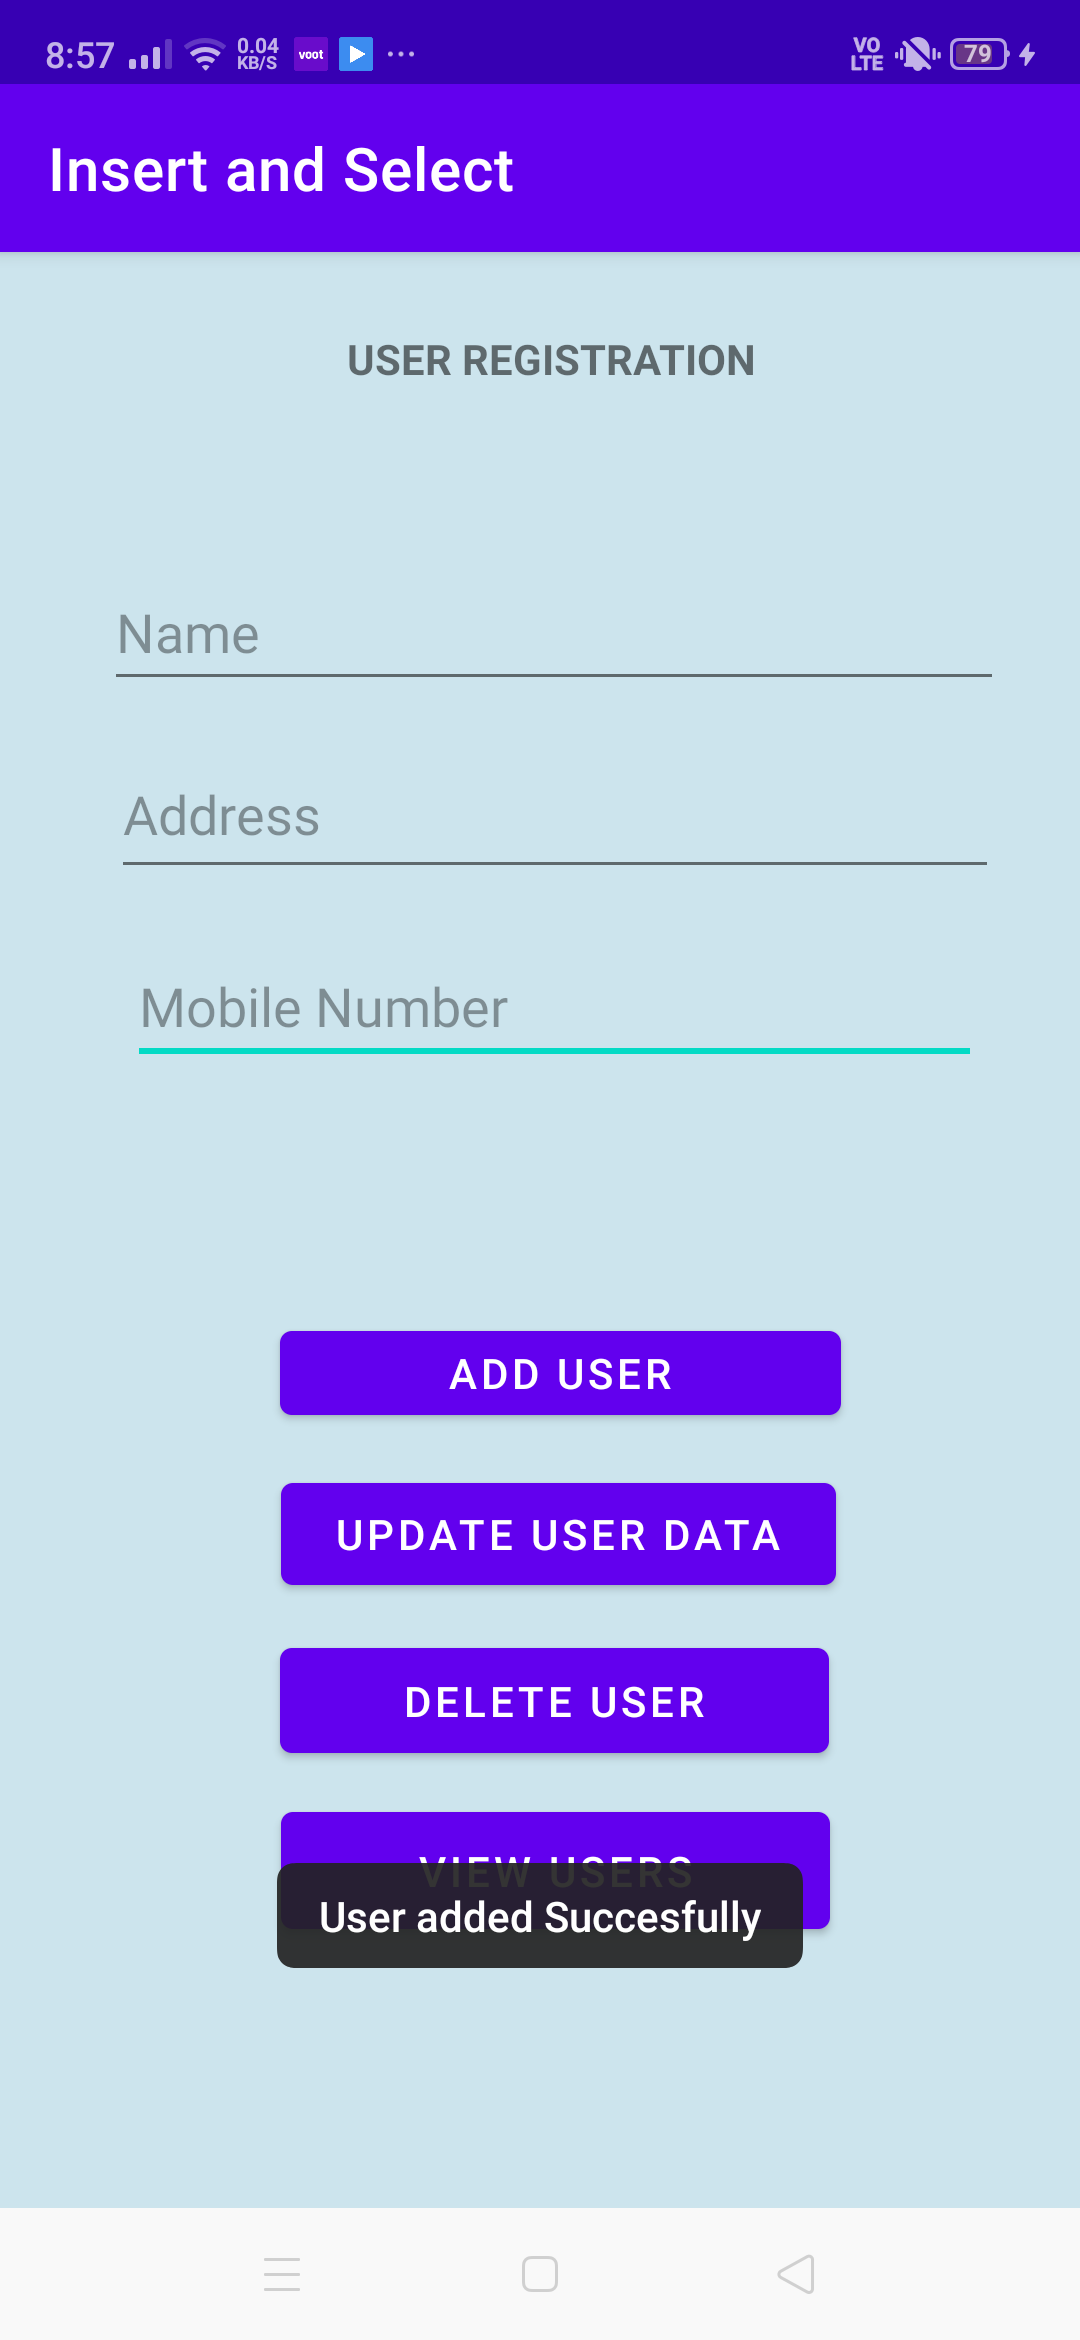 8:57 0.04 KB/S voot VO LTE 79
Insert and Select
USER REGISTRATION
Name
Address
Mobile Number
ADD USER
UPDATE USER DATA
DELETE USER
VIEW USERS
User added Succesfully